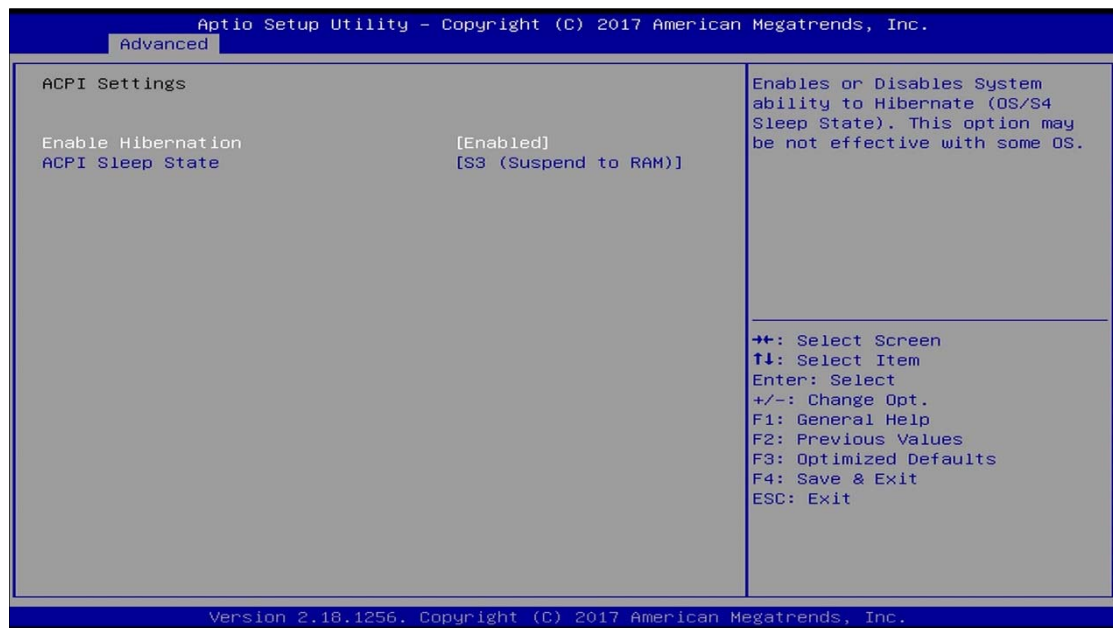 Aptio Setup Utility – Copyright (C) 2017 American Megatrends, Inc.
Advanced
ACPI Settings
Enable Hibernation [Enabled]
ACPI Sleep State [S3 (Suspend to RAM)]
Enables or Disables System
ability to Hibernate (OS/S4
Sleep State). This option may
be not effective with some OS.
→←: Select Screen
↑↓: Select Item
Enter: Select
+/-: Change Opt.
F1: General Help
F2: Previous Values
F3: Optimized Defaults
F4: Save & Exit
ESC: Exit
Version 2.18.1256. Copyright (C) 2017 American Megatrends, Inc.